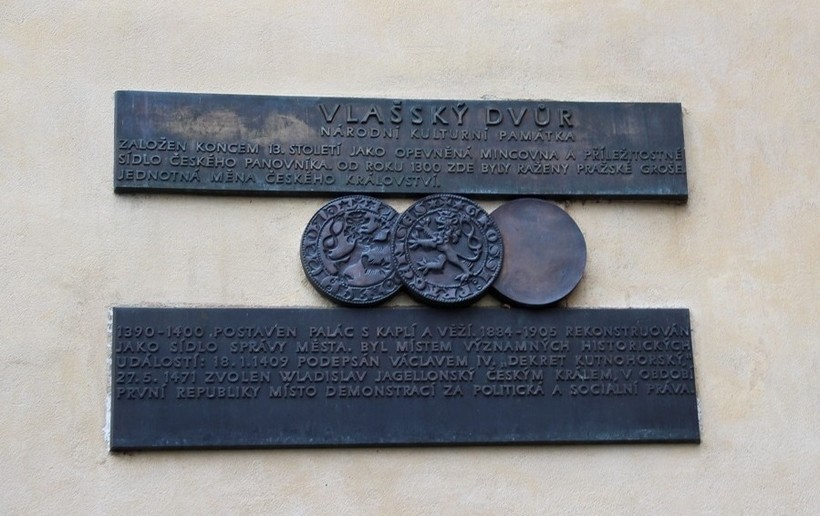 VLAŠSKÝ DVŮR
NÁRODNÍ KULTURNÍ PAMÁTKA
ZALOŽEN KONCEM 13. STOLETÍ JAKO OPEVNĚNÁ MINCOVNA A PŘÍLEŽITOSTNÉ
SÍDLO ČESKÉHO PANOVNÍKA. OD ROKU 1300 ZDE BYLY RAŽENY PRAŽSKÉ GROŠE,
JEDNOTNÁ MĚNA ČESKÉHO KRÁLOVSTVÍ.
1390-1400 POSTAVEN PALÁC S KAPLÍ A VĚŽÍ. 1884-1905 REKONSTRUOVÁN
JAKO SÍDLO SPRÁVY MĚSTA. BYL MÍSTEM VÝZNAMNÝCH HISTORICKÝCH
UDÁLOSTÍ: 18.1.1409 PODEPSÁN VÁCLAVEM IV. „DEKRET KUTNOHORSKÝ",
27.5.1471 ZVOLEN WLADISLAV JAGELLONSKÝ ČESKÝM KRÁLEM, V OBDOBÍ
PRVNÍ REPUBLIKY MÍSTO DEMONSTRACÍ ZA POLITICKÁ A SOCIÁLNÍ PRÁVA.